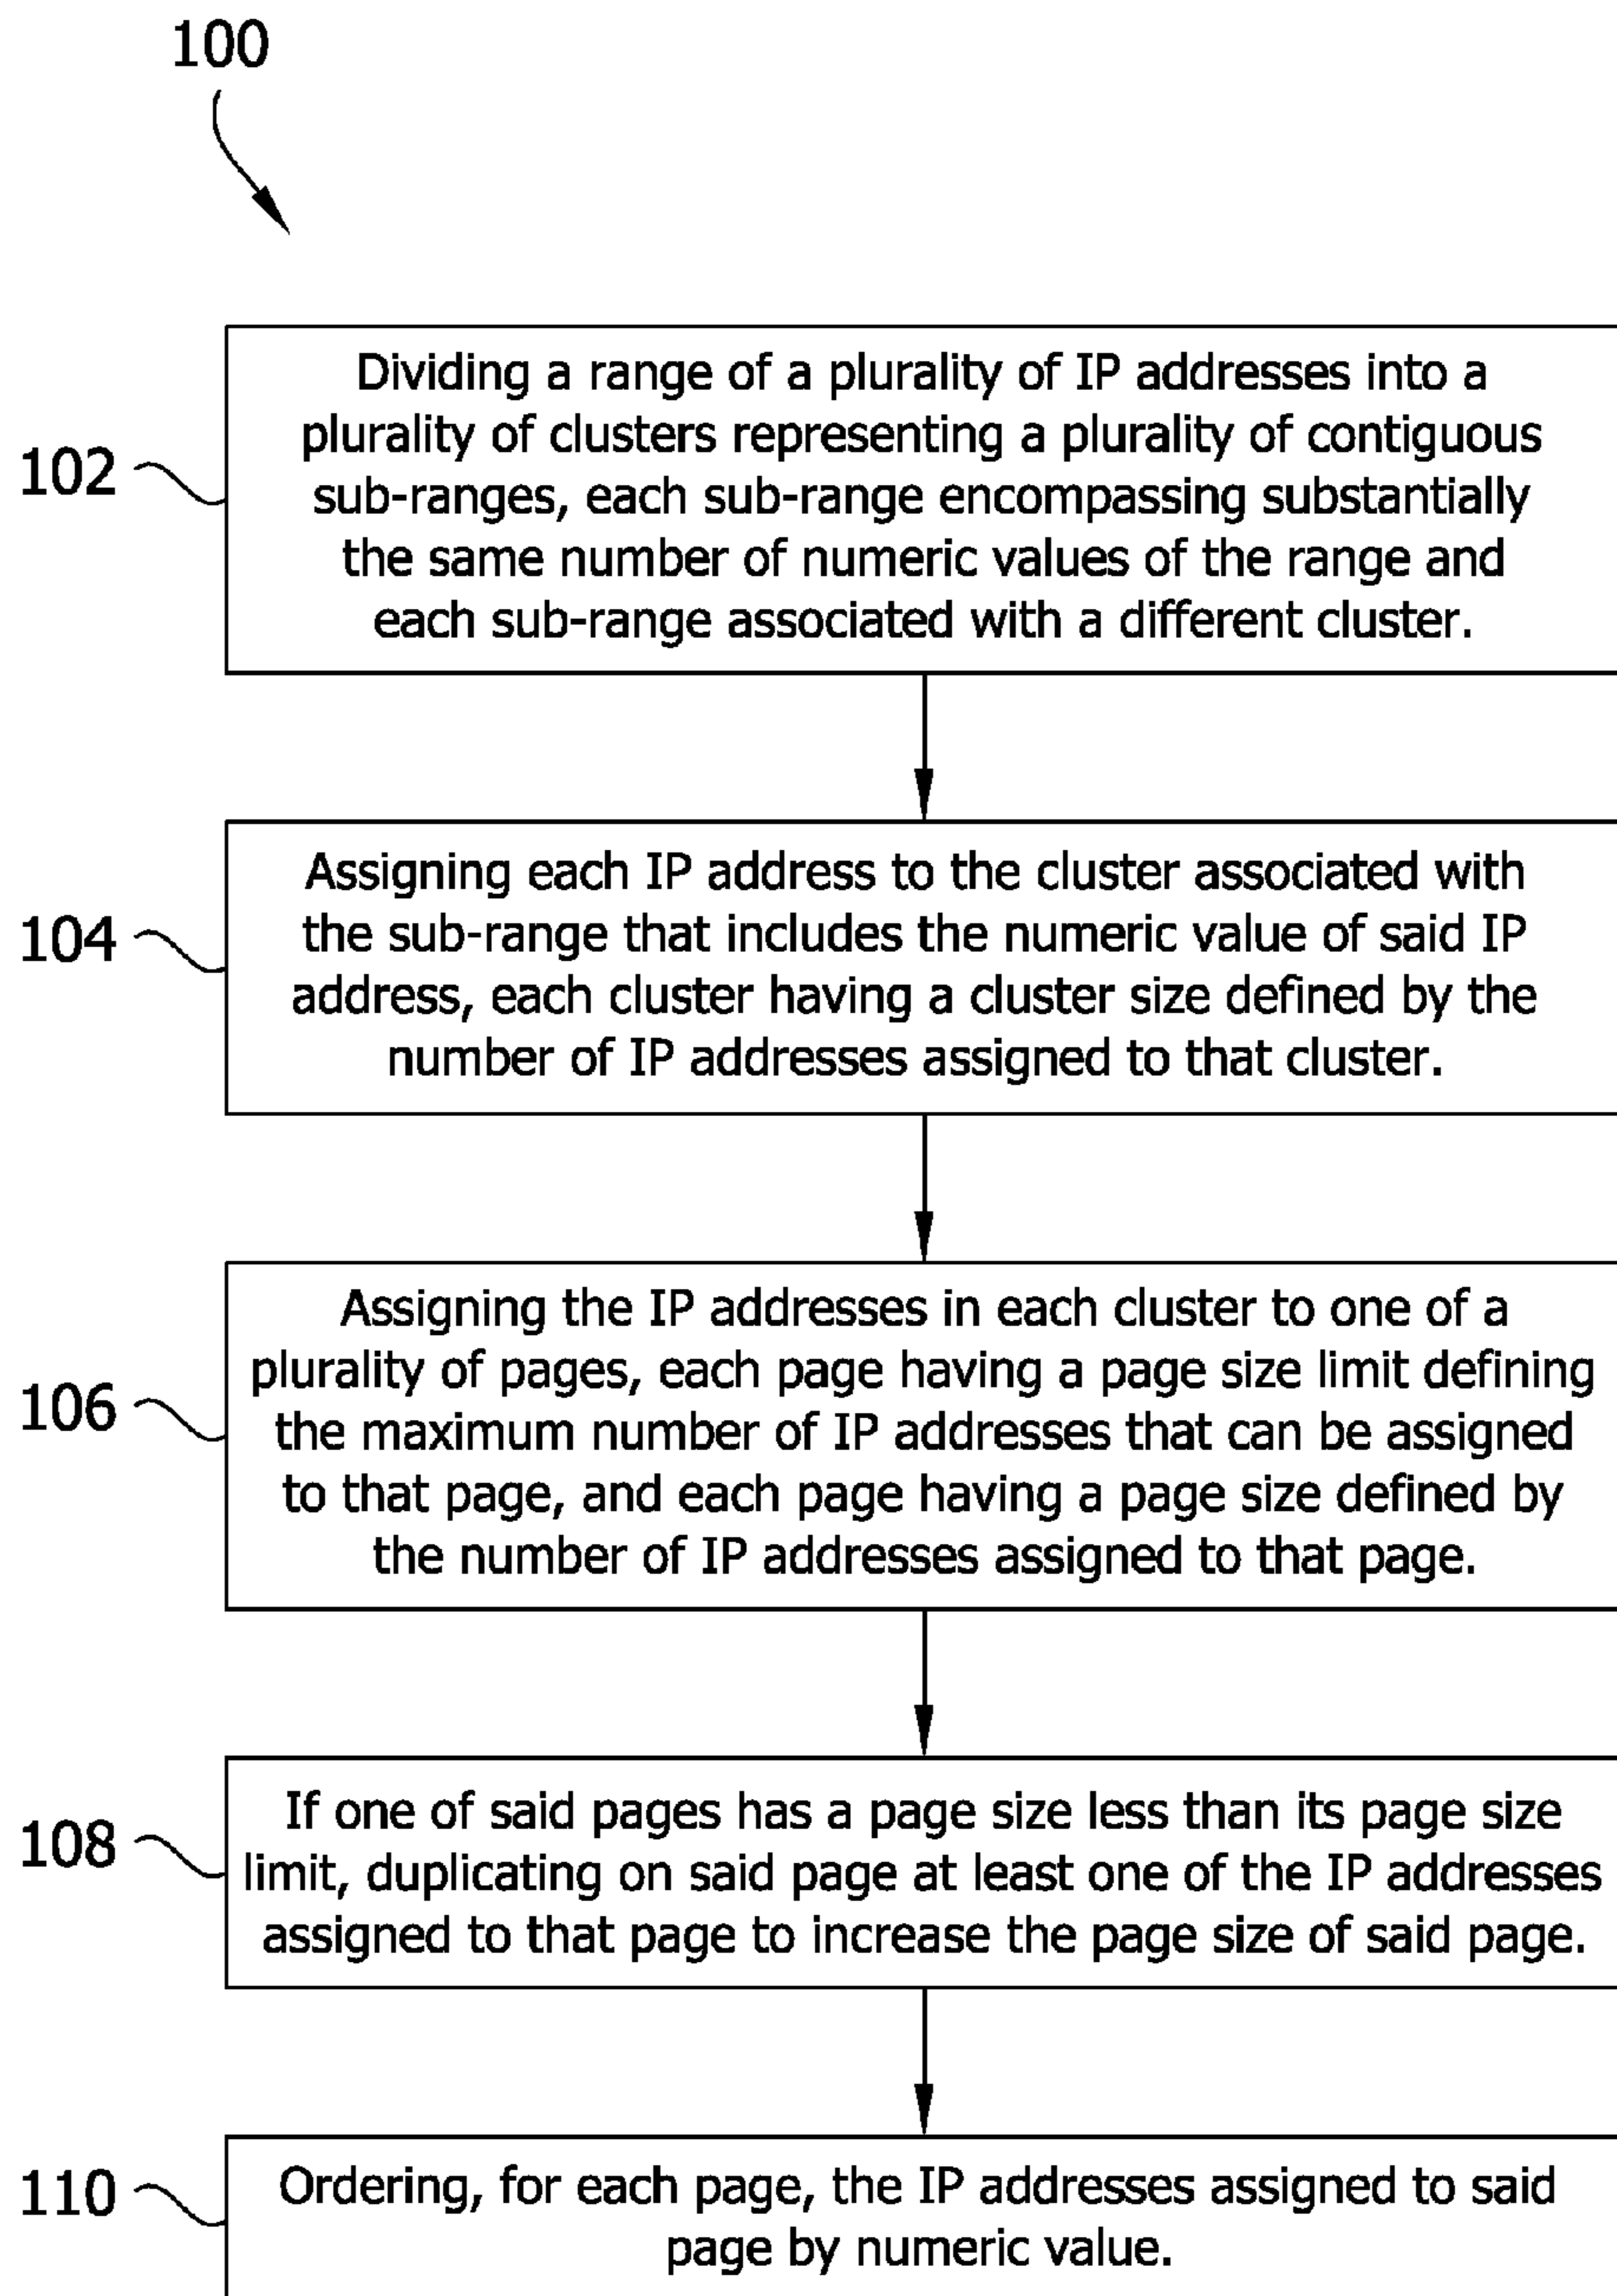 100
102
Dividing a range of a plurality of IP addresses into a
plurality of clusters representing a plurality of contiguous
sub-ranges, each sub-range encompassing substantially
the same number of numeric values of the range and
each sub-range associated with a different cluster.
104
Assigning each IP address to the cluster associated with
the sub-range that includes the numeric value of said IP
address, each cluster having a cluster size defined by the
number of IP addresses assigned to that cluster.
106
Assigning the IP addresses in each cluster to one of a
plurality of pages, each page having a page size limit defining
the maximum number of IP addresses that can be assigned
to that page, and each page having a page size defined by
the number of IP addresses assigned to that page.
108
If one of said pages has a page size less than its page size
limit, duplicating on said page at least one of the IP addresses
assigned to that page to increase the page size of said page.
110
Ordering, for each page, the IP addresses assigned to said
page by numeric value.